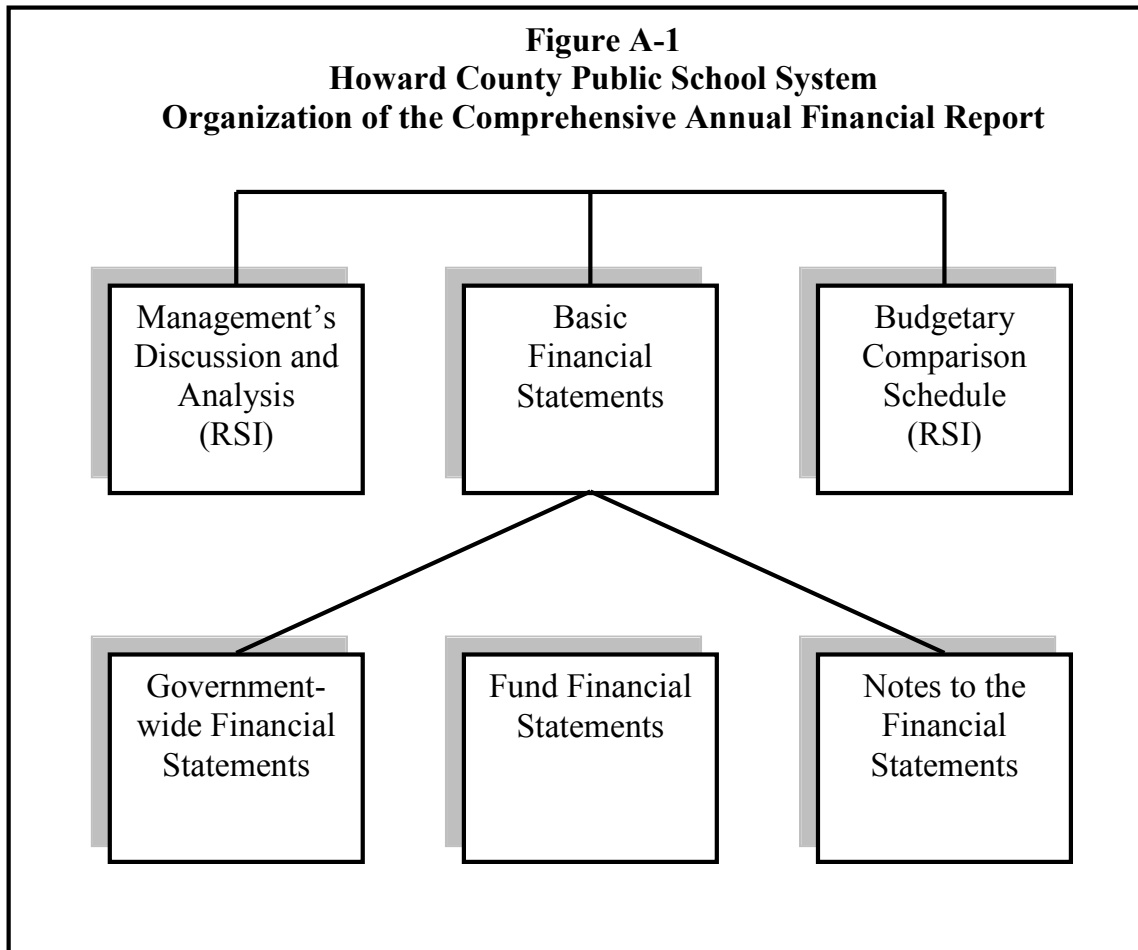 Figure A-1
Howard County Public School System
Organization of the Comprehensive Annual Financial Report
Management’s
Discussion and
Analysis
(RSI)
Basic
Financial
Statements
Budgetary
Comparison
Schedule
(RSI)
Government-
wide Financial
Statements
Fund Financial
Statements
Notes to the
Financial
Statements